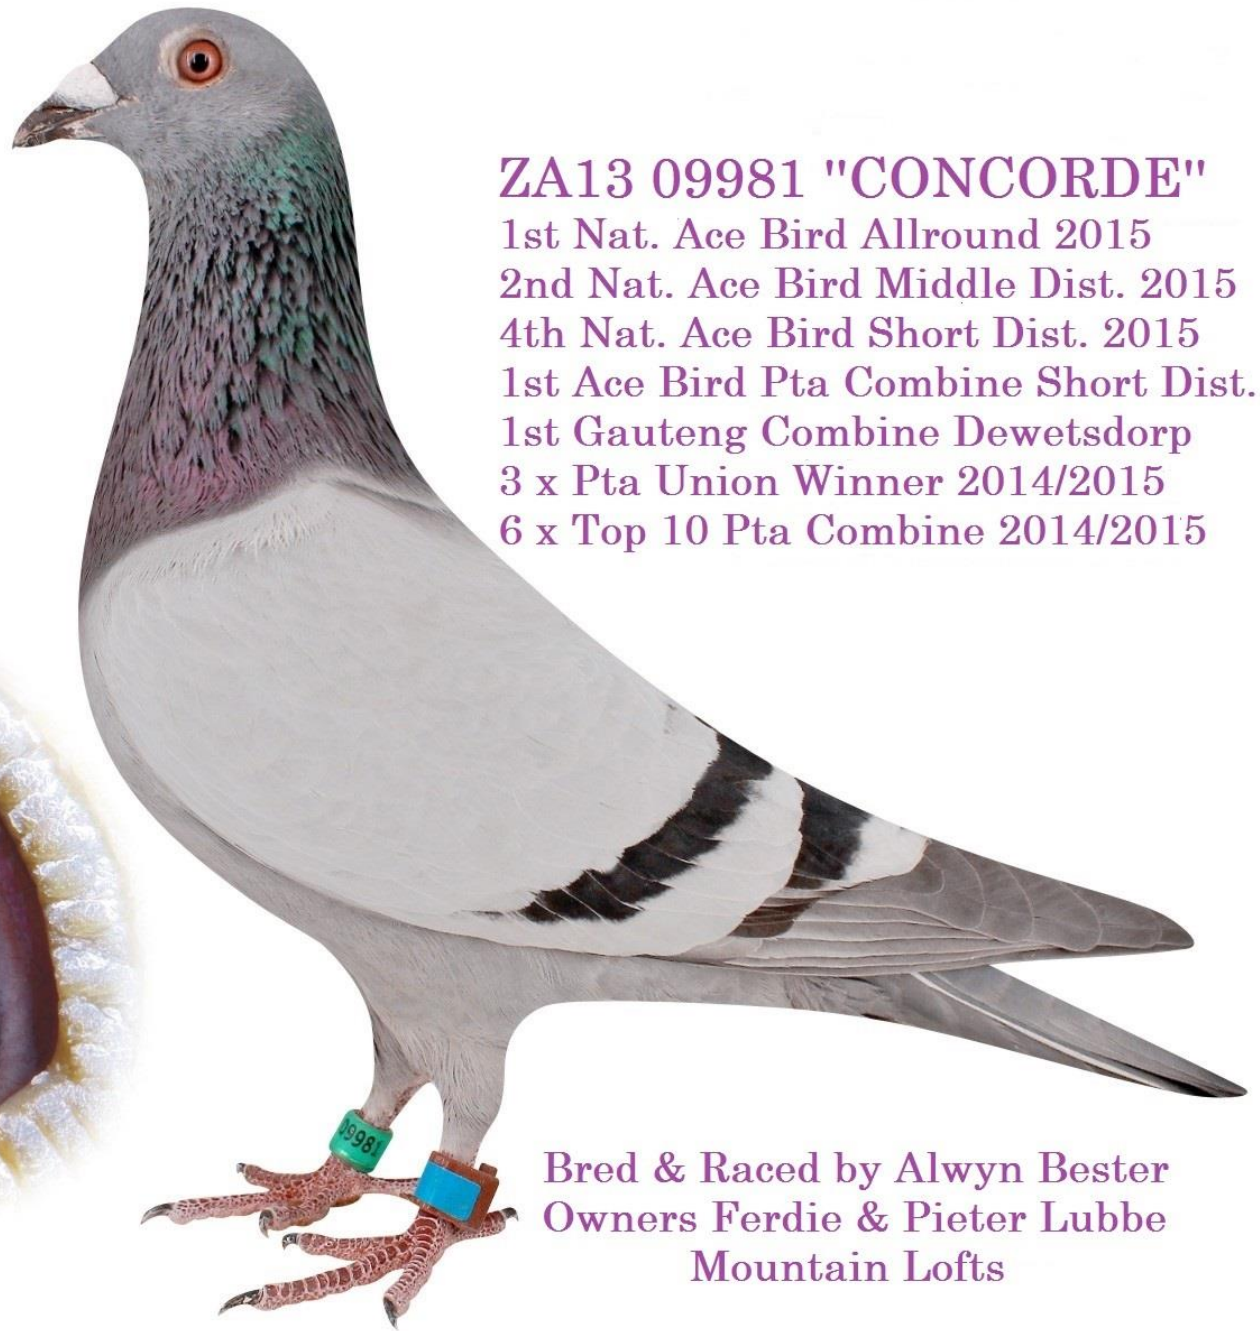 ZA13 09981 "CONCORDE"
1st Nat. Ace Bird Allround 2015
2nd Nat. Ace Bird Middle Dist. 2015
4th Nat. Ace Bird Short Dist. 2015
1st Ace Bird Pta Combine Short Dist.
1st Gauteng Combine Dewetsdorp
3 x Pta Union Winner 2014/2015
6 x Top 10 Pta Combine 2014/2015
09981
Bred & Raced by Alwyn Bester
Owners Ferdie & Pieter Lubbe
Mountain Lofts